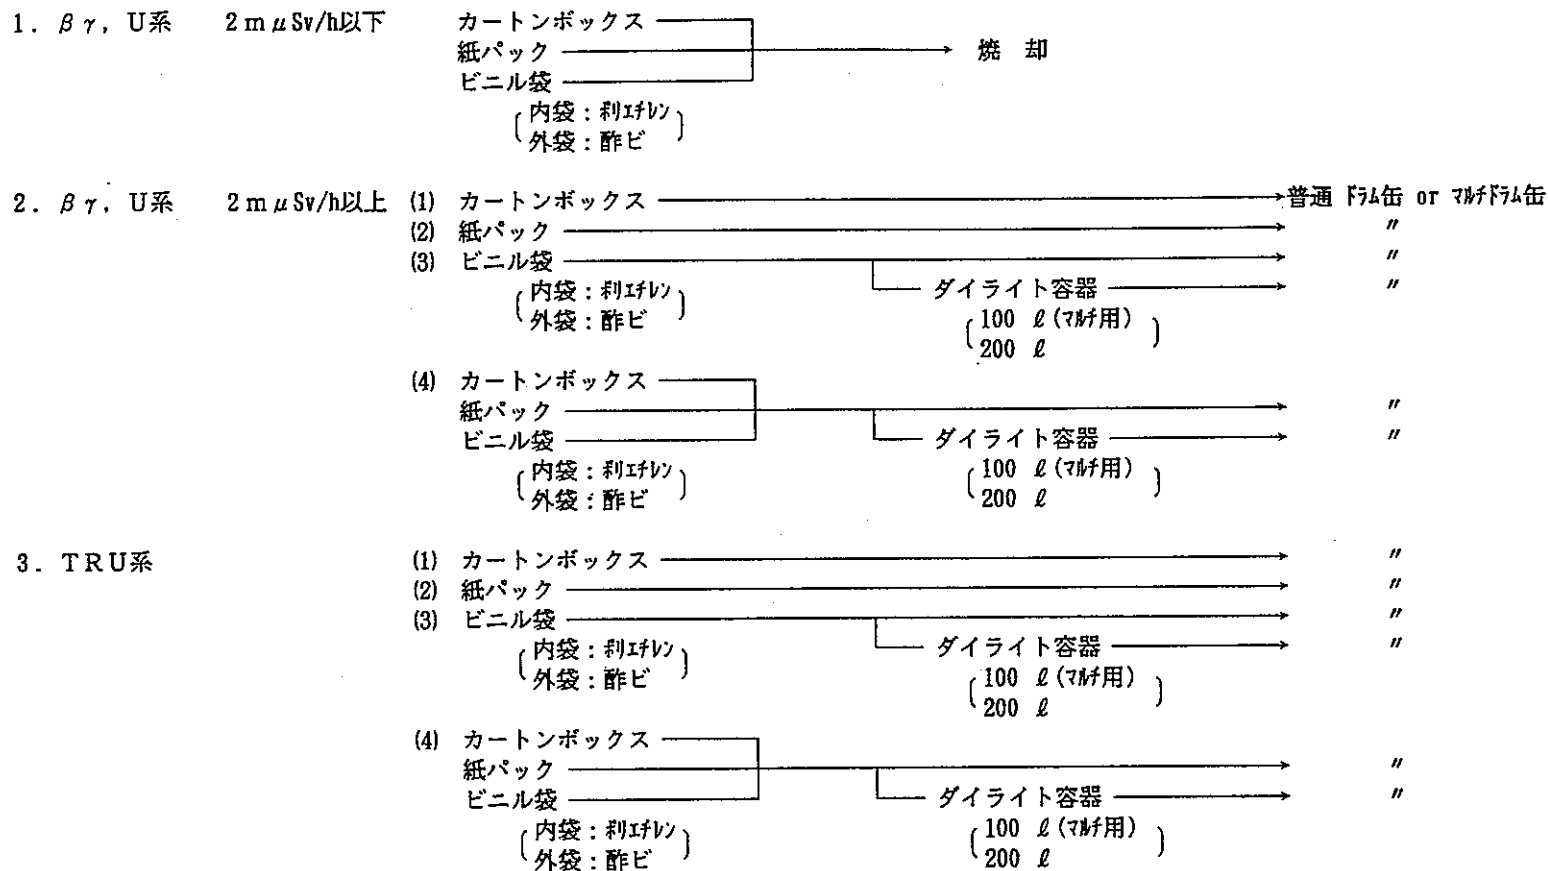 1. βγ, U系 2mμSv/h以下 カートンボックス
紙パック 焼 却
ビニル袋
内袋:ポリエチレン
外袋:酢ビ
2. βγ, U系 2mμSv/h以上 (1) カートンボックス 普通 ドラム缶 or マルチドラム缶
(2) 紙パック 〃
(3) ビニル袋 〃
ダイライト容器 〃
内袋:ポリエチレン 100 ℓ(マルチ用)
外袋:酢ビ 200 ℓ
(4) カートンボックス
紙パック 〃
ビニル袋 ダイライト容器 〃
内袋:ポリエチレン 100 ℓ(マルチ用)
外袋:酢ビ 200 ℓ
3. TRU系 (1) カートンボックス 〃
(2) 紙パック 〃
(3) ビニル袋 〃
ダイライト容器 〃
内袋:ポリエチレン 100 ℓ(マルチ用)
外袋:酢ビ 200 ℓ
(4) カートンボックス
紙パック 〃
ビニル袋 ダイライト容器 〃
内袋:ポリエチレン 100 ℓ(マルチ用)
外袋:酢ビ 200 ℓ